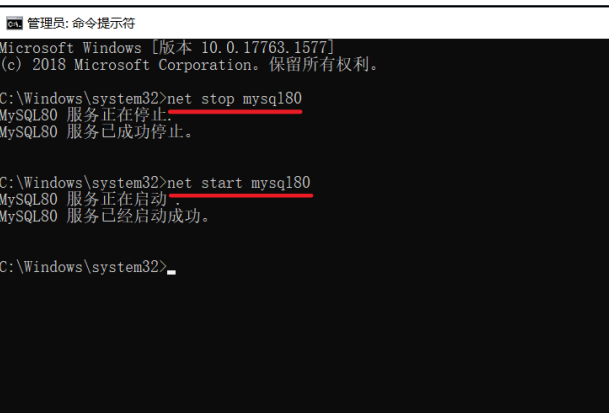 管理员: 命令提示符
Microsoft Windows [版本 10.0.17763.1577]
(c) 2018 Microsoft Corporation。保留所有权利。
C:\Windows\system32>net stop mysql80
MySQL80 服务正在停止.
MySQL80 服务已成功停止。
C:\Windows\system32>net start mysql80
MySQL80 服务正在启动 .
MySQL80 服务已经启动成功。
C:\Windows\system32>